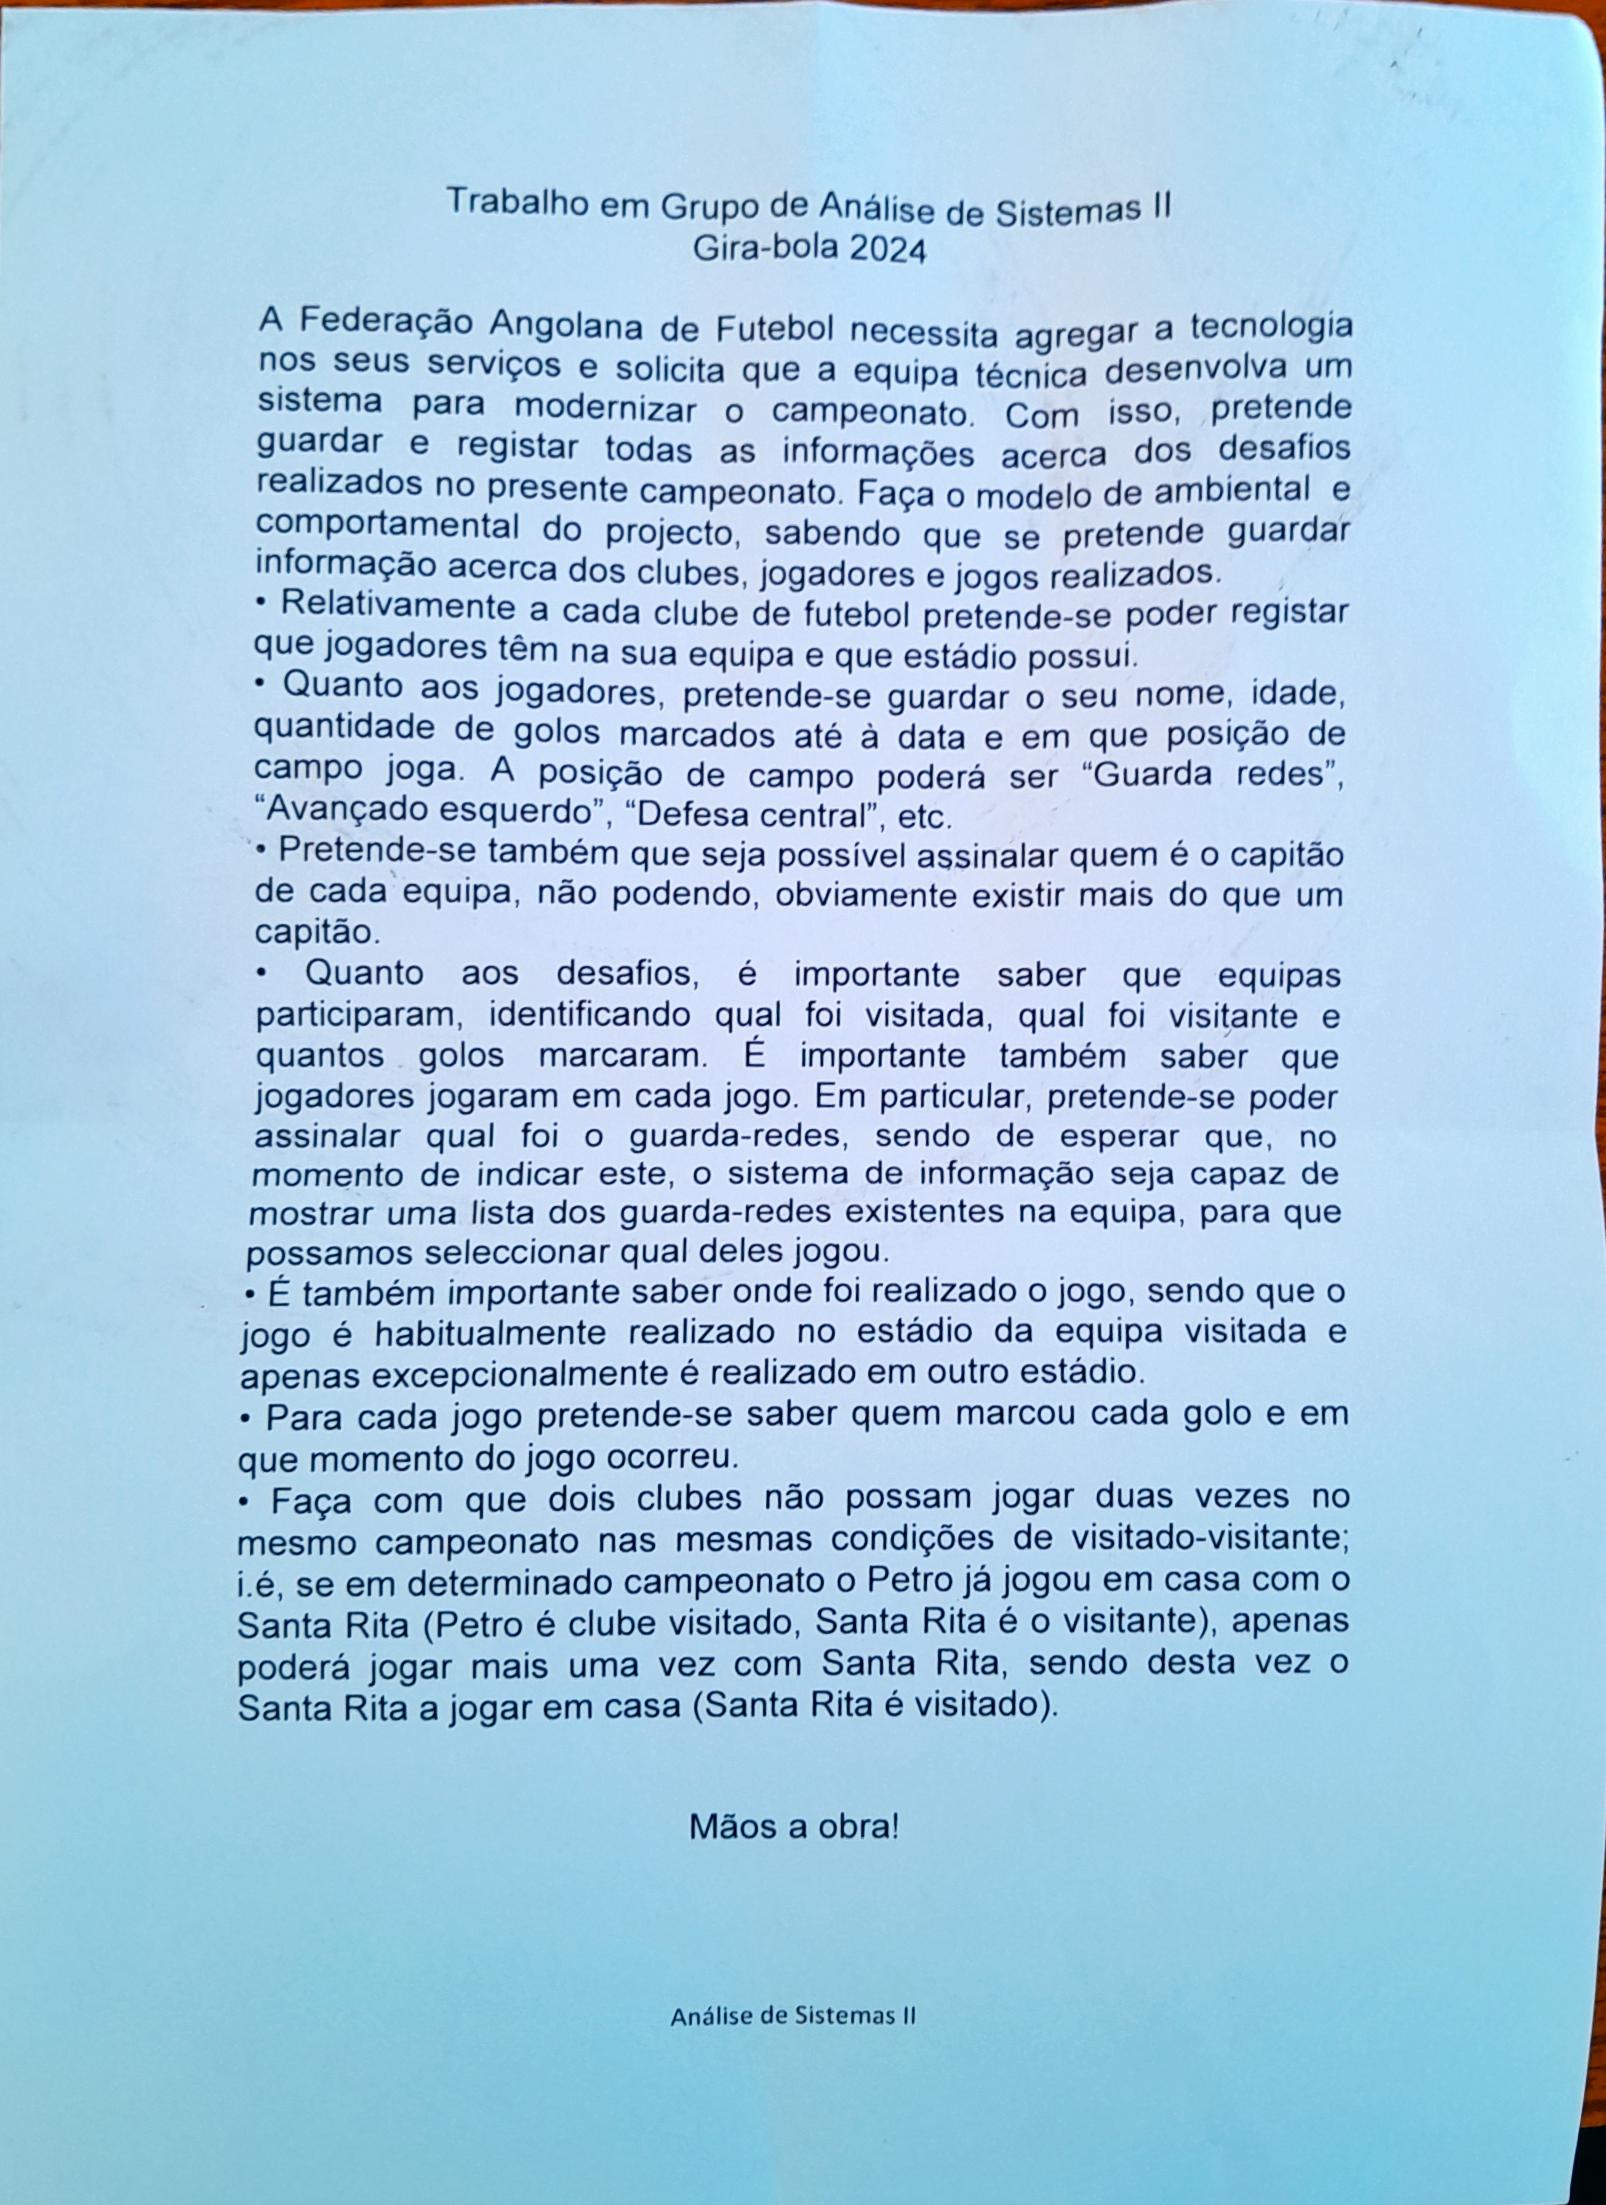 Trabalho em Grupo de Análise de Sistemas II
Gira-bola 2024
A Federação Angolana de Futebol necessita agregar a tecnologia
nos seus serviços e solicita que a equipa técnica desenvolva um
sistema para modernizar o campeonato. Com isso, pretende
guardar e registar todas as informações acerca dos desafios
realizados no presente campeonato. Faça o modelo de ambiental e
comportamental do projecto, sabendo que se pretende guardar
informação acerca dos clubes, jogadores e jogos realizados.
• Relativamente a cada clube de futebol pretende-se poder registar
que jogadores têm na sua equipa e que estádio possui.
• Quanto aos jogadores, pretende-se guardar o seu nome, idade,
quantidade de golos marcados até à data e em que posição de
campo joga. A posição de campo poderá ser “Guarda redes”,
“Avançado esquerdo”, “Defesa central”, etc.
• Pretende-se também que seja possível assinalar quem é o capitão
de cada equipa, não podendo, obviamente existir mais do que um
capitão.
• Quanto aos desafios, é importante saber que equipas
participaram, identificando qual foi visitada, qual foi visitante e
quantos golos marcaram. É importante também saber que
jogadores jogaram em cada jogo. Em particular, pretende-se poder
assinalar qual foi o guarda-redes, sendo de esperar que, no
momento de indicar este, o sistema de informação seja capaz de
mostrar uma lista dos guarda-redes existentes na equipa, para que
possamos seleccionar qual deles jogou.
• É também importante saber onde foi realizado o jogo, sendo que o
jogo é habitualmente realizado no estádio da equipa visitada e
apenas excepcionalmente é realizado em outro estádio.
• Para cada jogo pretende-se saber quem marcou cada golo e em
que momento do jogo ocorreu.
• Faça com que dois clubes não possam jogar duas vezes no
mesmo campeonato nas mesmas condições de visitado-visitante;
i.é, se em determinado campeonato o Petro já jogou em casa com o
Santa Rita (Petro é clube visitado, Santa Rita é o visitante), apenas
poderá jogar mais uma vez com Santa Rita, sendo desta vez o
Santa Rita a jogar em casa (Santa Rita é visitado).
Mãos a obra!
Análise de Sistemas II